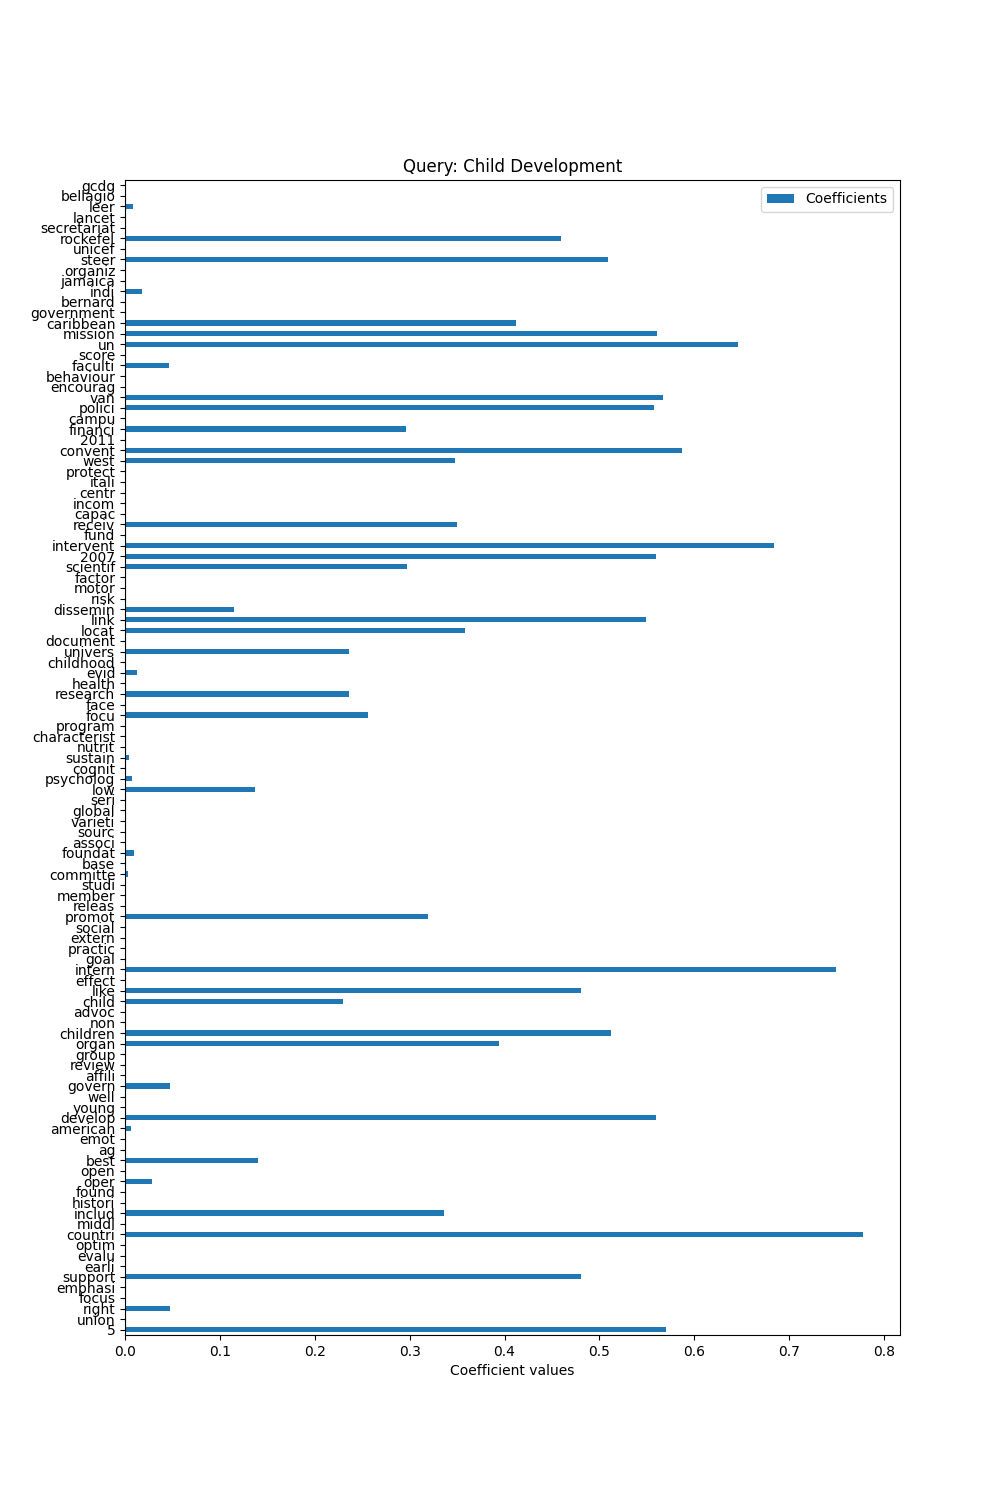 Query: Child Development
Coefficients
gcdg
bellagio
leer
lancet
secretariat
rockefel
unicef
steer
organiz
jamaica
indi
bernard
government
caribbean
mission
un
score
faculti
behaviour
encourag
van
polici
campu
financi
2011
convent
west
protect
itali
centr
incom
capac
receiv
fund
intervent
2007
scientif
factor
motor
risk
dissemin
link
locat
document
univers
childhood
evid
health
research
face
focu
program
characterist
nutrit
sustain
cognit
psycholog
low
seri
global
varieti
sourc
associ
foundat
base
committe
studi
member
releas
promot
social
extern
practic
goal
intern
effect
like
child
advoc
non
children
organ
group
review
affili
govern
well
young
develop
american
emot
ag
best
open
oper
found
histori
includ
middl
countri
optim
evalu
earli
support
emphasi
focus
right
union
5
0.0 0.1 0.2 0.3 0.4 0.5 0.6 0.7 0.8
Coefficient values